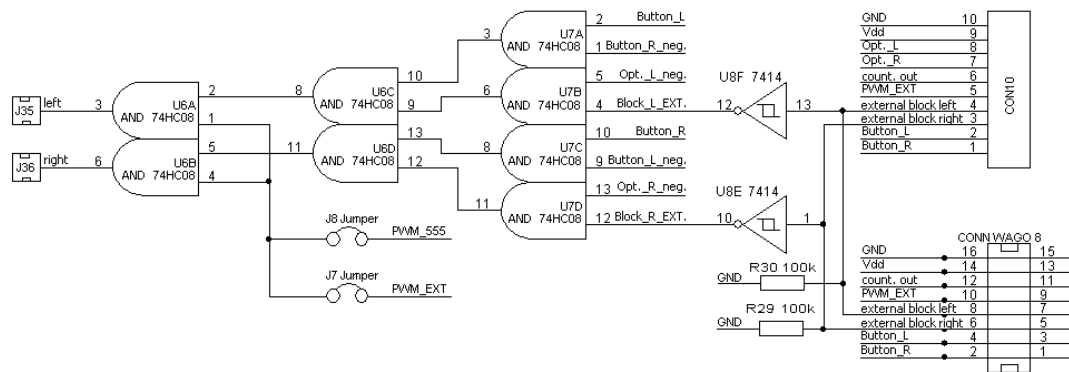 J35
left
3
AND
U6A
74HC08
2
1
J36
right
6
AND
U6B
74HC08
5
4
8
AND
U6C
74HC08
10
9
11
AND
U6D
74HC08
13
12
3
AND
U7A
74HC08
2
Button_L
1
Button_R_neg.
6
AND
U7B
74HC08
5
Opt._L_neg.
4
Block_L_EXT.
8
AND
U7C
74HC08
10
Button_R
9
Button_L_neg.
11
AND
U7D
74HC08
13
Opt._R_neg.
12
Block_R_EXT.
U8F 7414
12
13
U8E 7414
10
1
J8 Jumper
PWM_555
J7 Jumper
PWM_EXT
GND
R30 100k
GND
R29 100k
GND 10
Vdd 9
Opt._L 8
Opt._R 7
count. out 6
PWM_EXT 5
external block left 4
external block right 3
Button_L 2
Button_R 1
CON10
CONN WAGO 8
GND 16 15
Vdd 14 13
count. out 12 11
PWM_EXT 10 9
external block left 8 7
external block right 6 5
Button_L 4 3
Button_R 2 1